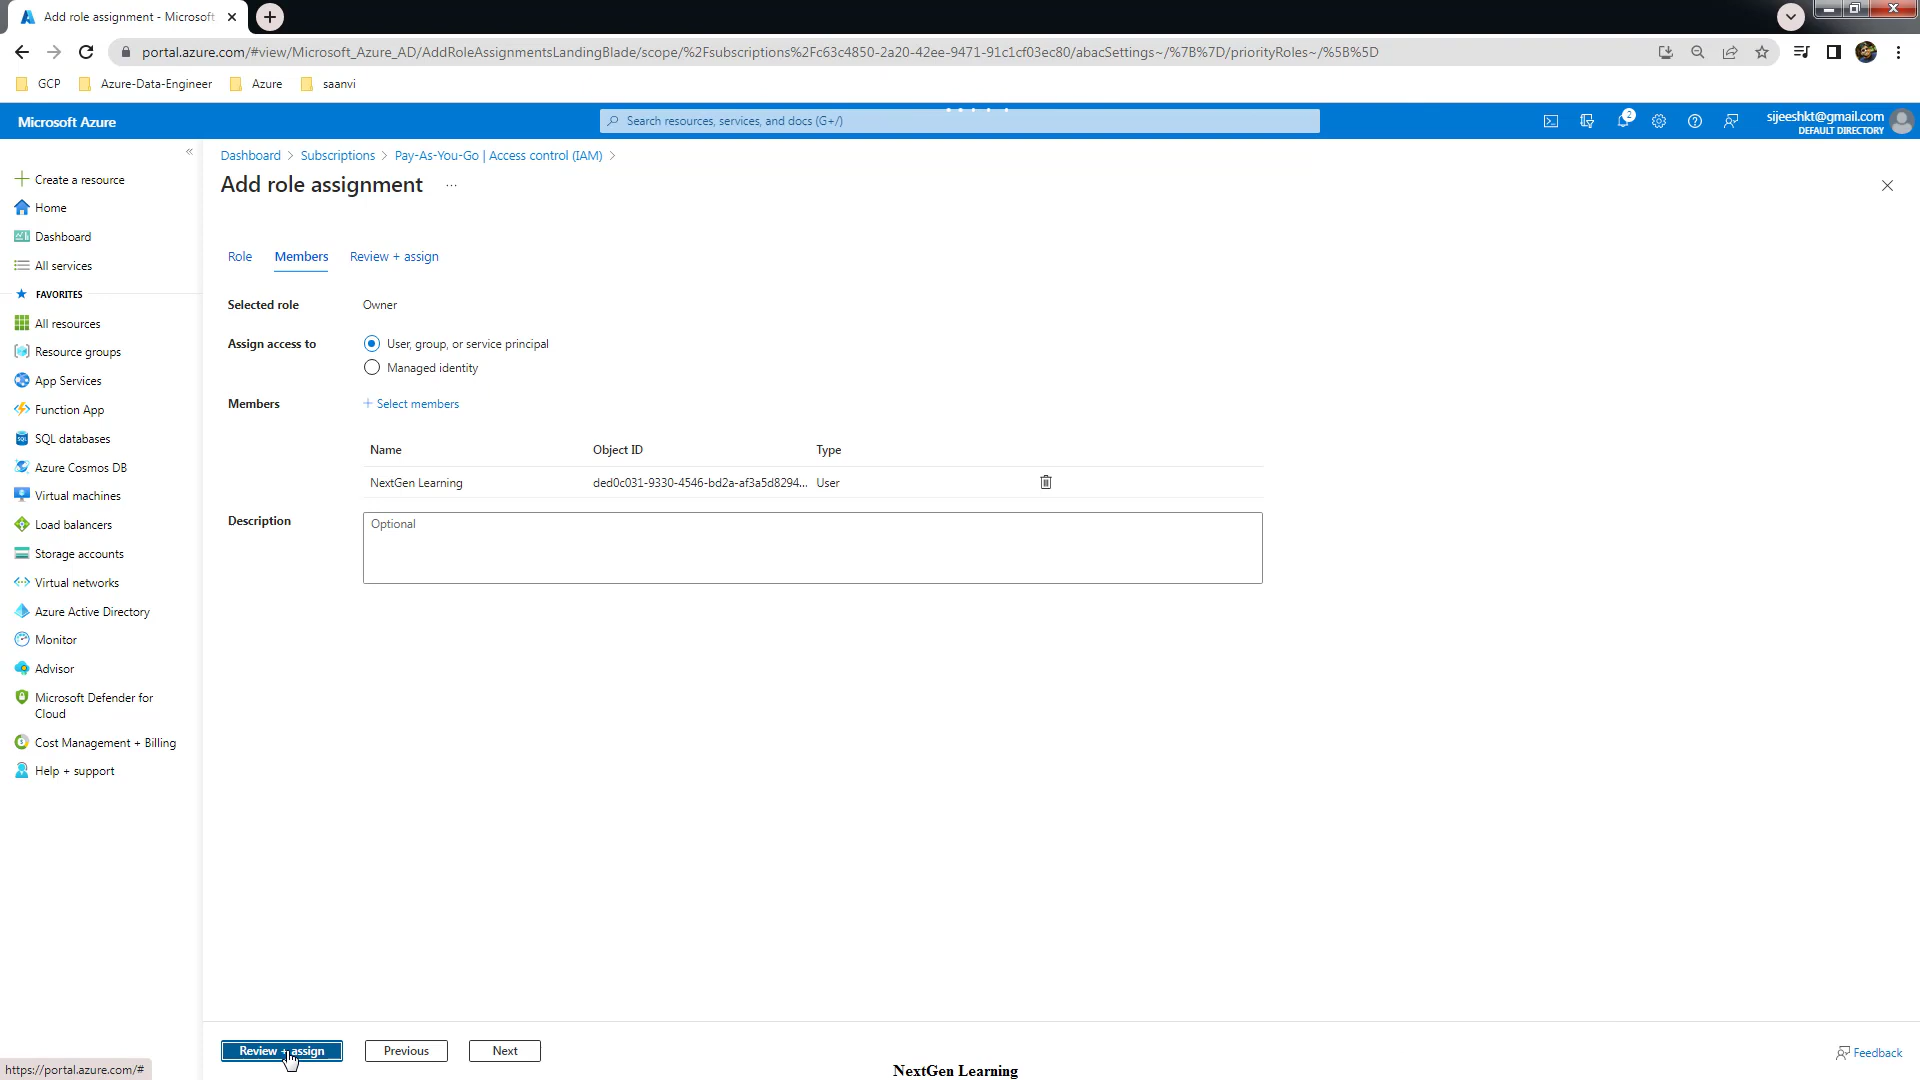 Add role assignment - Microsoft
portal.azure.com/#view/Microsoft_Azure_AD/AddRoleAssignmentsLandingBlade/scope/%2Fsubscriptions%2Fc63c4850-2a20-42ee-9471-91c1cf03ec80/abacSettings~/%7B%7D/priorityRoles~/%5B%5D
GCP
Azure-Data-Engineer
Azure
saanvi
Microsoft Azure
Search resources, services, and docs (G+/)
2
sijeeshkt@gmail.com
DEFAULT DIRECTORY
Create a resource
Home
Dashboard
All services
FAVORITES
All resources
Resource groups
App Services
Function App
SQL databases
Azure Cosmos DB
Virtual machines
Load balancers
Storage accounts
Virtual networks
Azure Active Directory
Monitor
Advisor
Microsoft Defender for
Cloud
Cost Management + Billing
Help + support
Dashboard > Subscriptions > Pay-As-You-Go | Access control (IAM) >
Add role assignment ...
Role
Members
Review + assign
Selected role
Owner
Assign access to
User, group, or service principal
Managed identity
Members
+ Select members
Name
Object ID
Type
NextGen Learning
ded0c031-9330-4546-bd2a-af3a5d8294...
User
Description
Optional
Review + assign
Previous
Next
Feedback
https://portal.azure.com/#
NextGen Learning